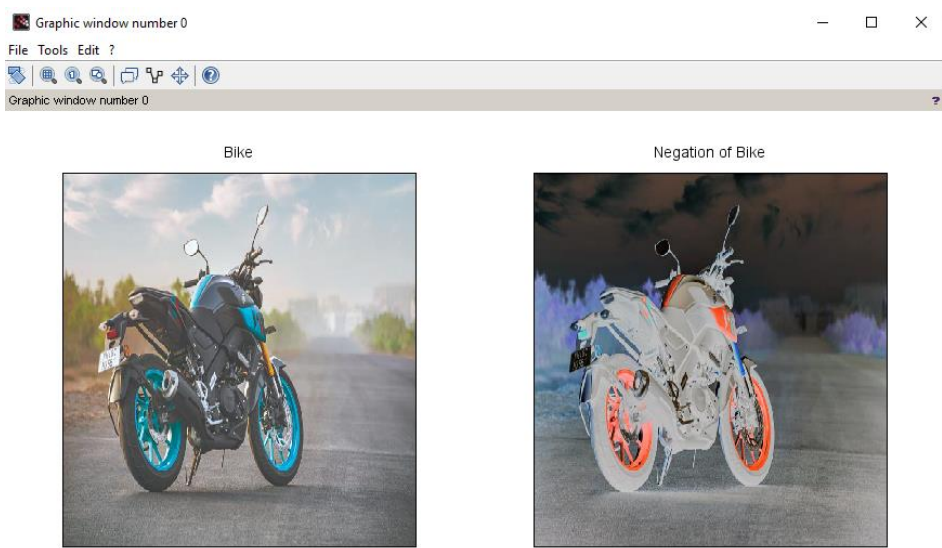 Graphic window number 0
File Tools Edit ?
Graphic window number 0
?
Bike
Negation of Bike